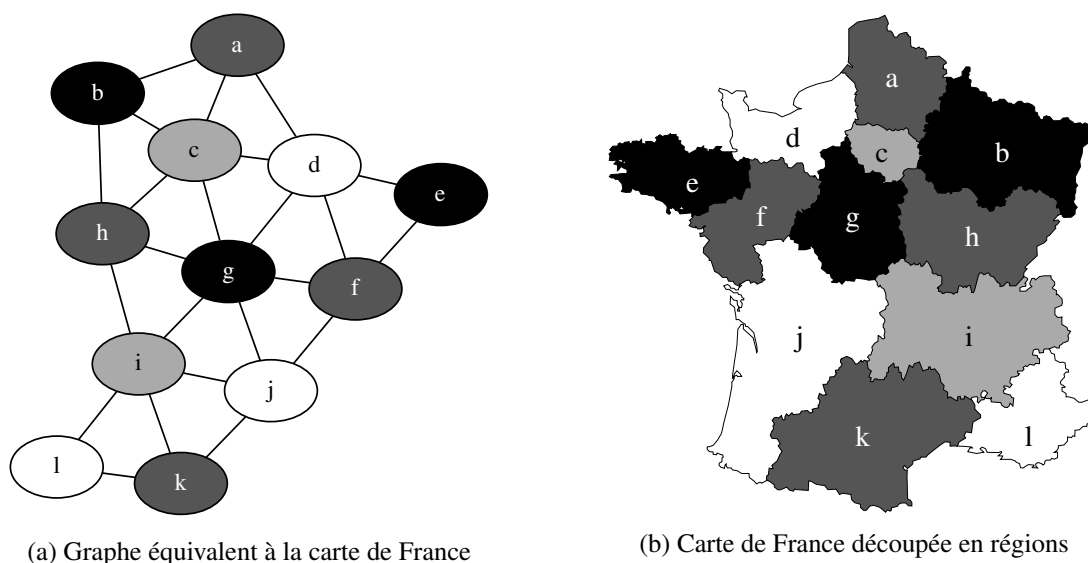 a
b
c
d
e
h
g
f
i
j
l
k
(a) Graphe équivalent à la carte de France
a
d
c
b
e
f
g
h
j
i
k
l
(b) Carte de France découpée en régions